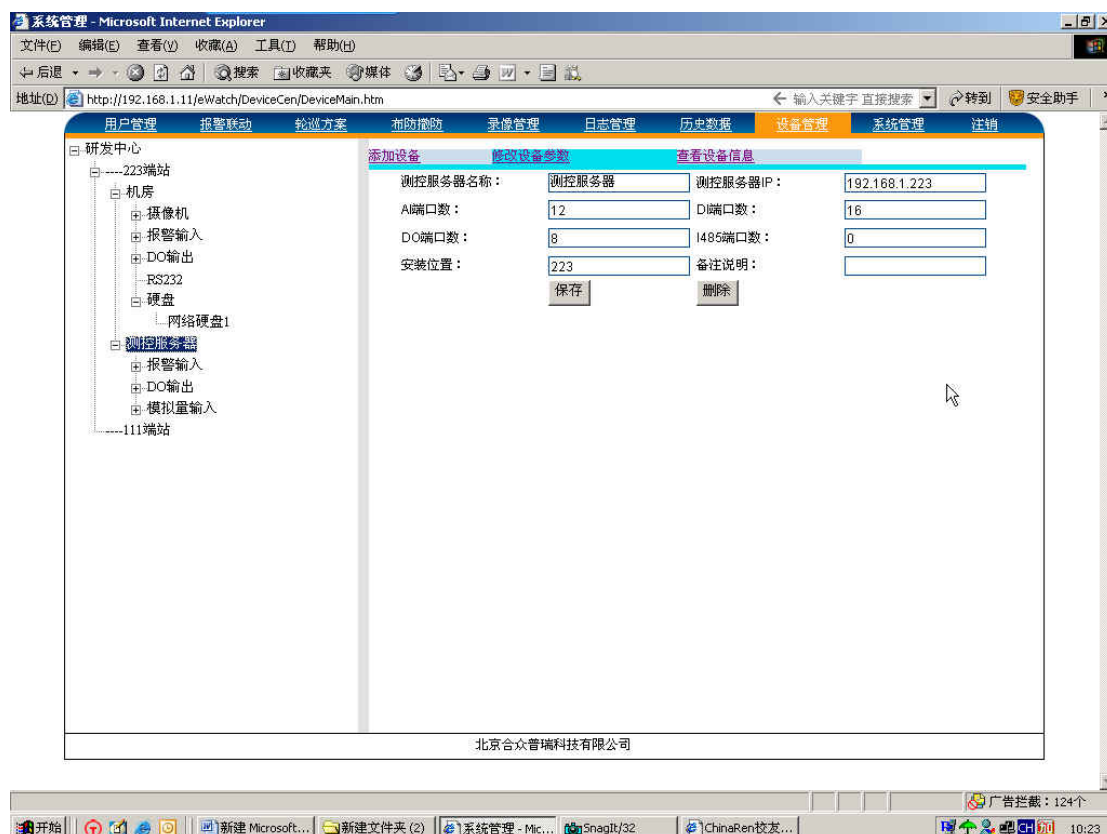 系统管理 - Microsoft Internet Explorer
文件(F) 编辑(E) 查看(V) 收藏(A) 工具(T) 帮助(H)
后退 搜索 收藏夹 媒体
地址(D) http://192.168.1.11/eWatch/DeviceCen/DeviceMain.htm 输入关键字 直接搜索 转到 安全助手
用户管理 报警联动 轮巡方案 布防撤防 录像管理 日志管理 历史数据 设备管理 系统管理 注销
研发中心
----223端站
机房
摄像机
报警输入
DO输出
RS232
硬盘
网络硬盘1
测控服务器
报警输入
DO输出
模拟量输入
----111端站
添加设备 修改设备参数 查看设备信息
测控服务器名称： 测控服务器 测控服务器IP： 192.168.1.223
AI端口数： 12 DI端口数： 16
DO端口数： 8 I485端口数： 0
安装位置： 223 备注说明：
保存 删除
北京合众普瑞科技有限公司
广告拦截：124个
开始 新建 Microsoft... 新建文件夹 (2) 系统管理 - Mic... SnagIt/32 ChinaRen校友... CH 10:23